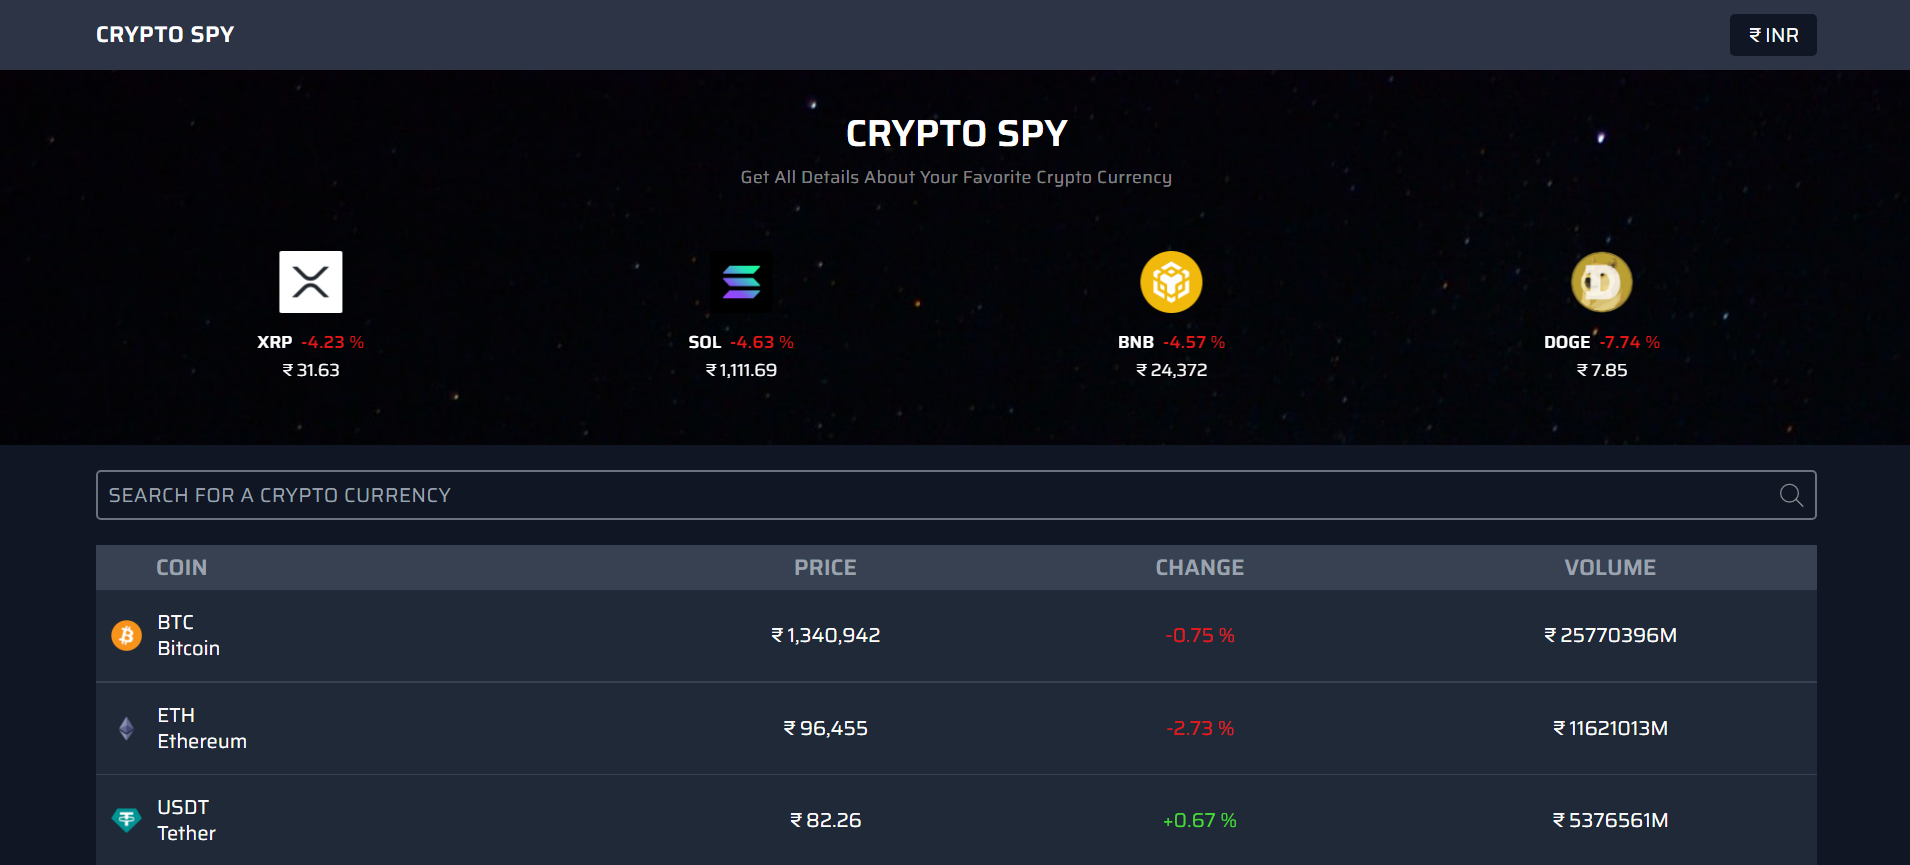 CRYPTO SPY
₹ INR
CRYPTO SPY
Get All Details About Your Favorite Crypto Currency
XRP -4.23 %
₹ 31.63
SOL -4.63 %
₹ 1,111.69
BNB -4.57 %
₹ 24,372
DOGE -7.74 %
₹ 7.85
SEARCH FOR A CRYPTO CURRENCY
COIN PRICE CHANGE VOLUME
BTC
Bitcoin
₹ 1,340,942 -0.75 % ₹ 25770396M
ETH
Ethereum
₹ 96,455 -2.73 % ₹ 11621013M
USDT
Tether
₹ 82.26 +0.67 % ₹ 5376561M